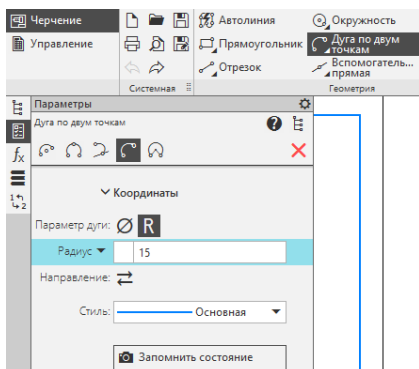 Черчение
Управление
Автолиния
Прямоугольник
Отрезок
Окружность
Дуга по двум точкам
Вспомогатель... прямая
Системная
Геометрия
Параметры
Дуга по двум точкам
Координаты
Параметр дуги: R
Радиус 15
Направление:
Стиль: Основная
Запомнить состояние